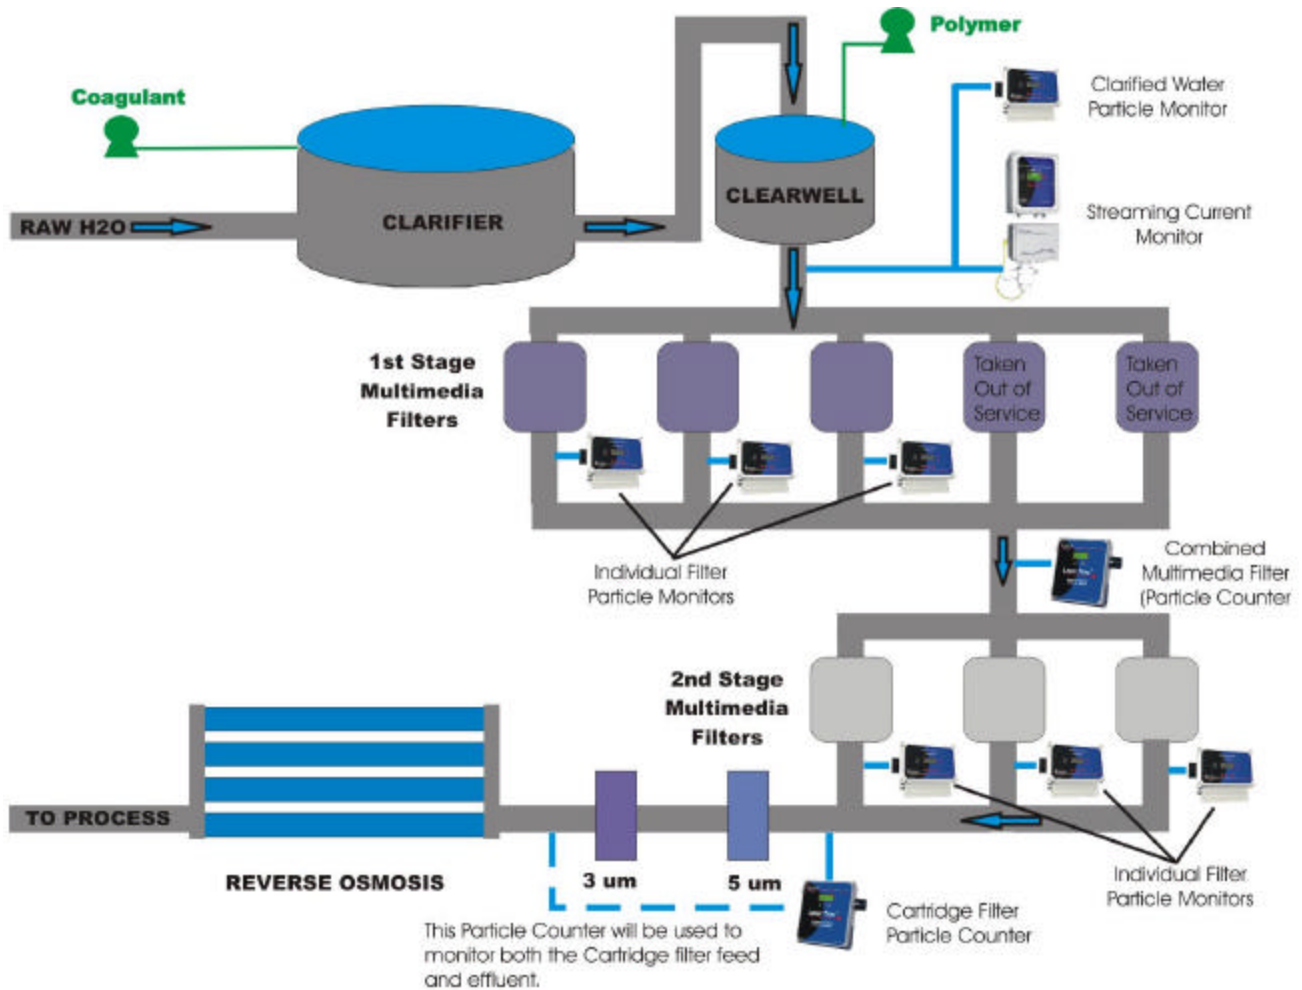 Polymer
Coagulant
Clarified Water
Particle Monitor
CLEARWELL
CLARIFIER
RAW H2O
Streaming Current
Monitor
1st Stage
Multimedia
Filters
Taken
Out of
Service
Taken
Out of
Service
Individual Filter
Particle Monitors
Combined
Multimedia Filter
(Particle Counter
2nd Stage
Multimedia
Filters
TO PROCESS
REVERSE OSMOSIS
3 um
5 um
Individual Filter
Particle Monitors
Cartridge Filter
Particle Counter
This Particle Counter will be used to
monitor both the Cartridge filter feed
and effluent.